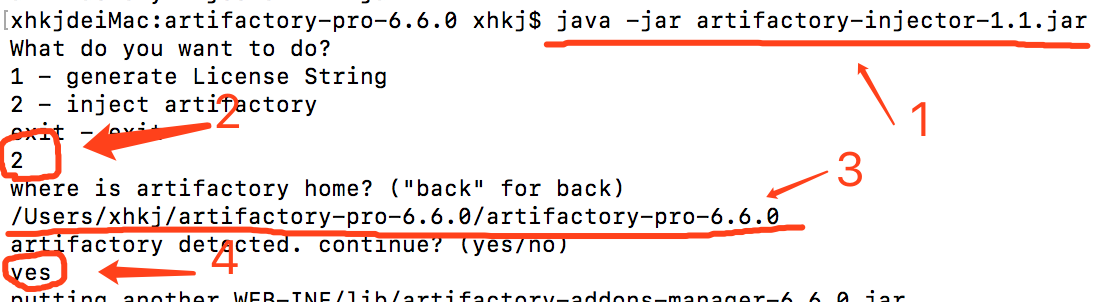 xhkjdeiMac:artifactory-pro-6.6.0 xhkj$ java -jar artifactory-injector-1.1.jar
What do you want to do?
1 - generate License String
2 - inject artifactory
exit - exit
2
where is artifactory home? ("back" for back)
/Users/xhkj/artifactory-pro-6.6.0/artifactory-pro-6.6.0
artifactory detected. continue? (yes/no)
yes
putting another WEB-INF/lib/artifactory-addons-manager-6.6.0.jar
1
2
3
4